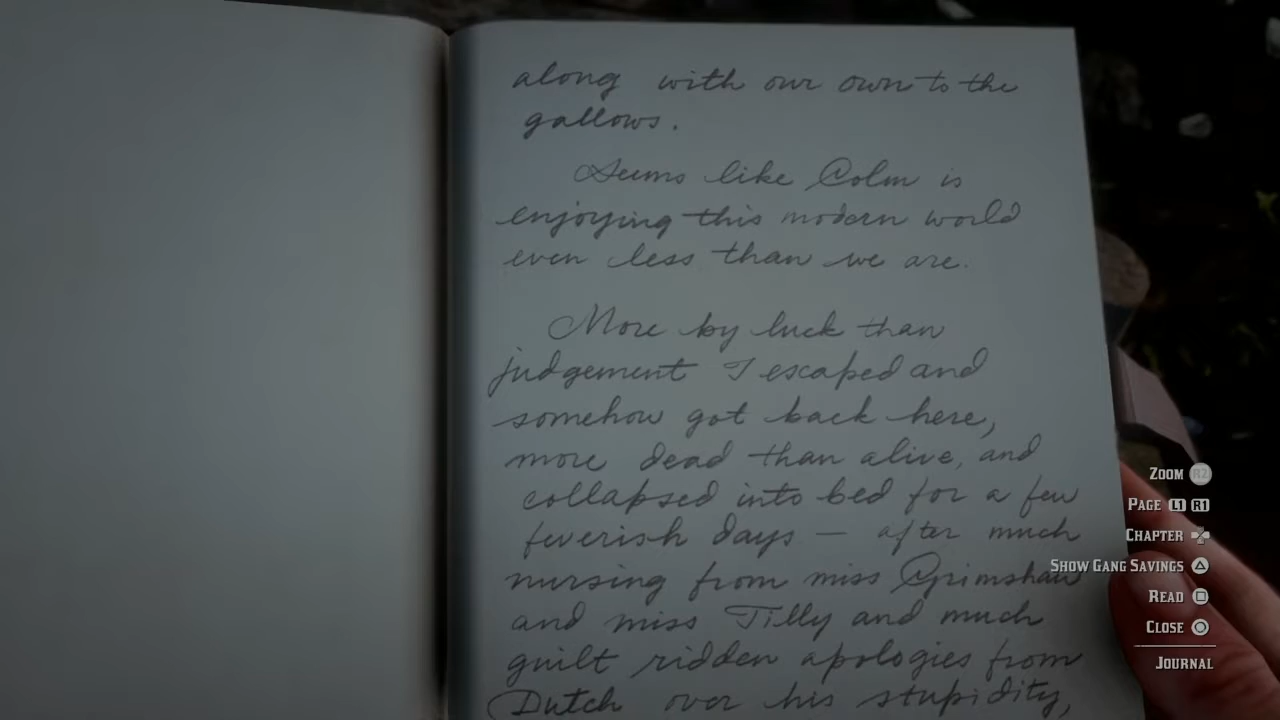 along with our own to the
gallows.
Seems like Colm is
enjoying this modern world
even less than we are.
More by luck than
judgement I escaped and
somehow got back here,
more dead than alive, and
collapsed into bed for a few
feverish days — after much
nursing from miss Grimshaw
and miss Tilly and much
guilt ridden apologies from
Dutch over his stupidity,
ZOOM R2
PAGE L1 R1
CHAPTER
SHOW GANG SAVINGS
READ
CLOSE
JOURNAL